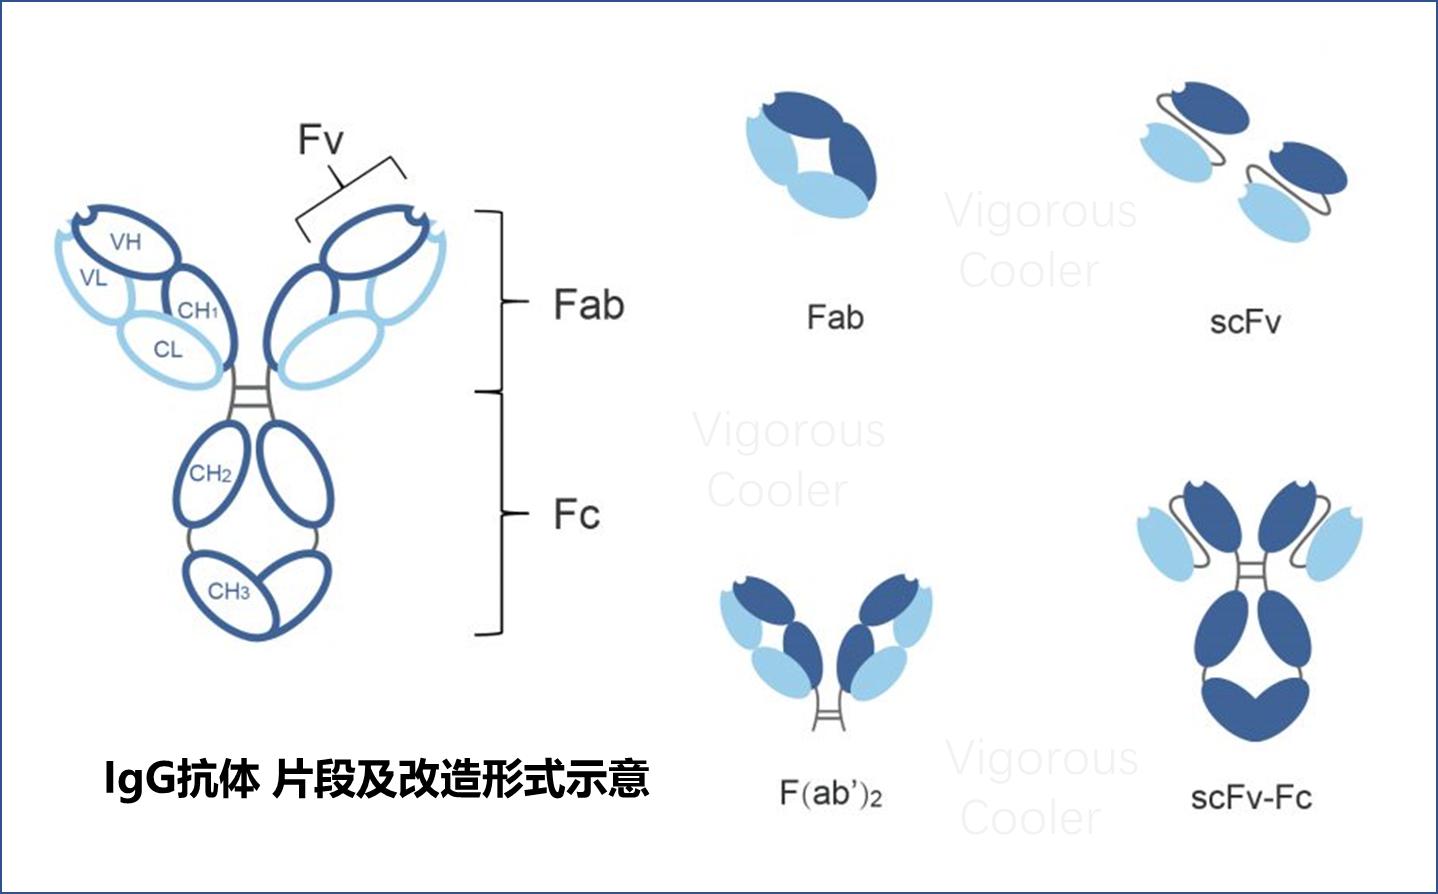 Fv
VH
VL
CH1
CL
CH2
CH3
Fab
Fc
Fab
scFv
Vigorous
Cooler
Vigorous
Cooler
F(ab’)2
scFv-Fc
Vigorous
Cooler
IgG抗体 片段及改造形式示意